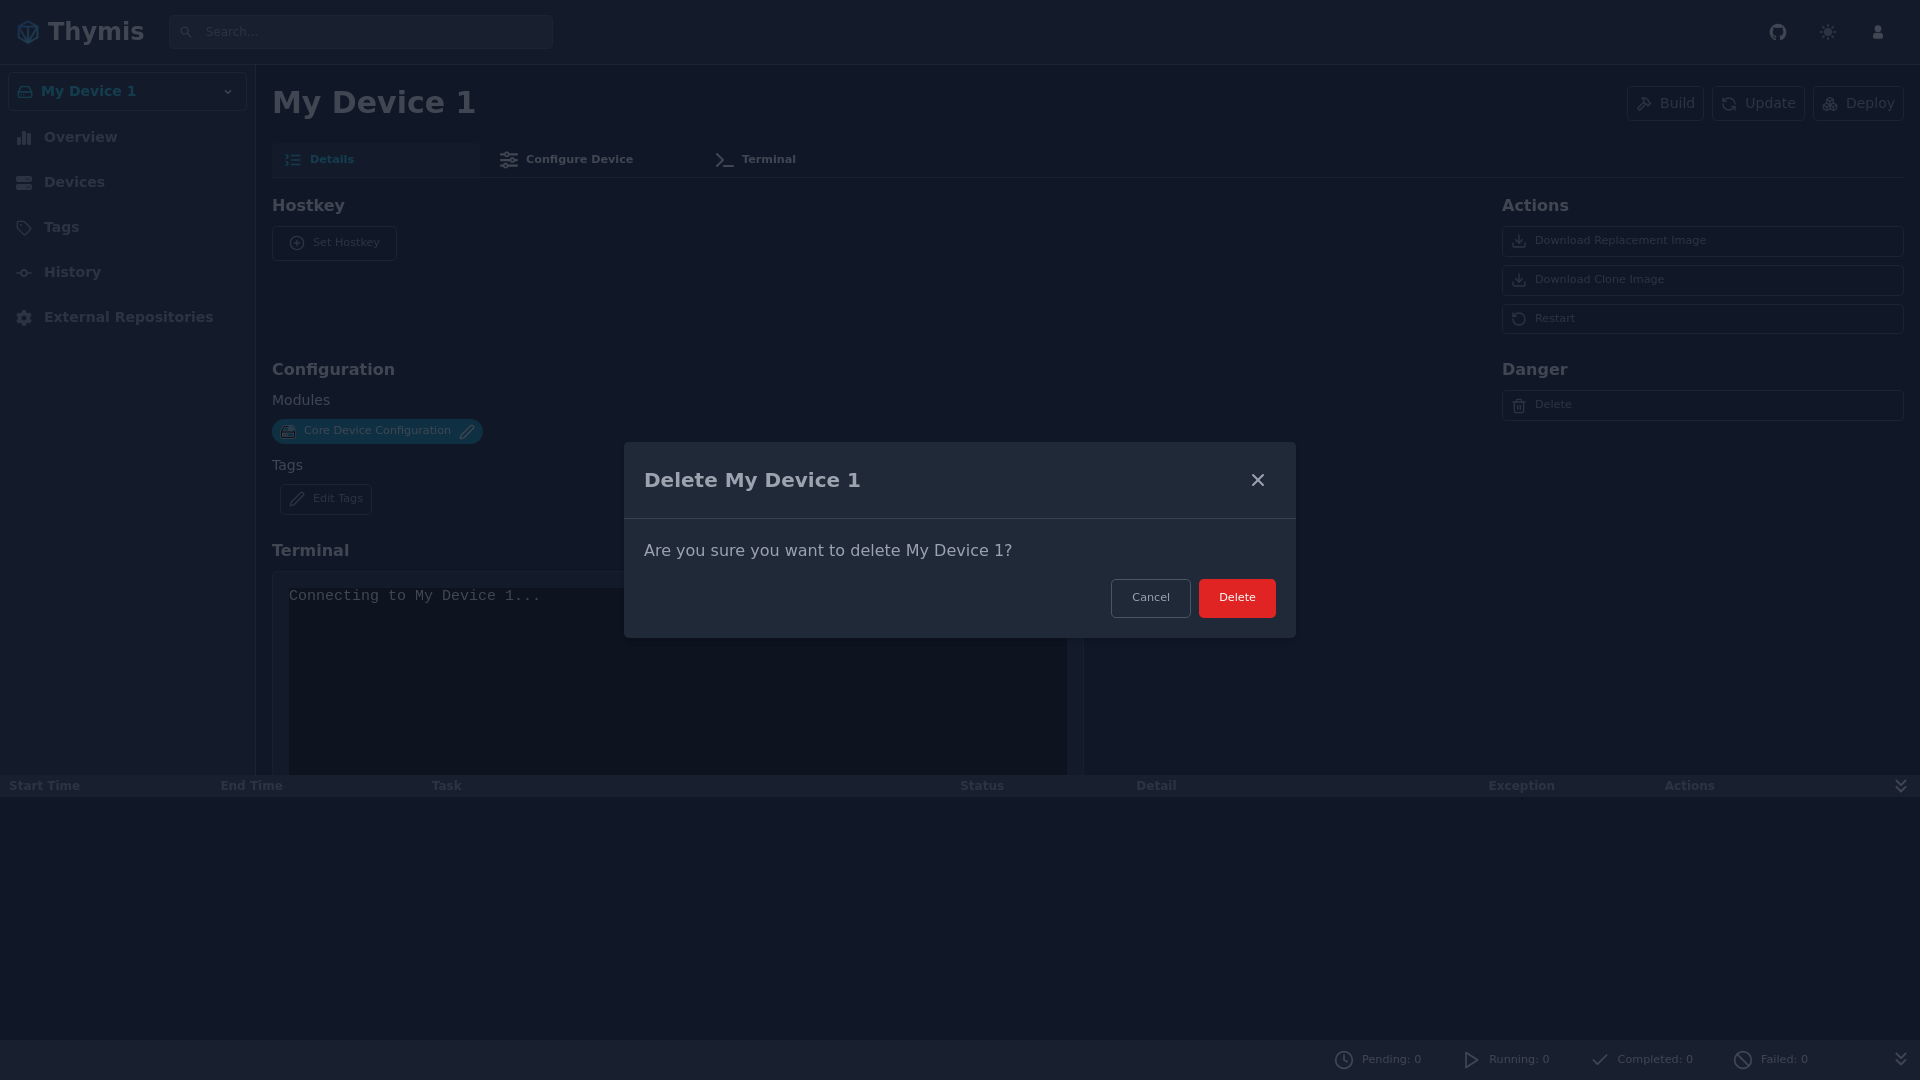 Thymis
Search...
My Device 1
Overview
Devices
Tags
History
External Repositories
My Device 1
Build
Update
Deploy
Details
Configure Device
Terminal
Hostkey
Set Hostkey
Actions
Download Replacement Image
Download Clone Image
Restart
Configuration
Modules
Core Device Configuration
Tags
Edit Tags
Danger
Delete
Terminal
Connecting to My Device 1...
Delete My Device 1
Are you sure you want to delete My Device 1?
Cancel
Delete
Start Time End Time Task Status Detail Exception Actions
Pending: 0 Running: 0 Completed: 0 Failed: 0